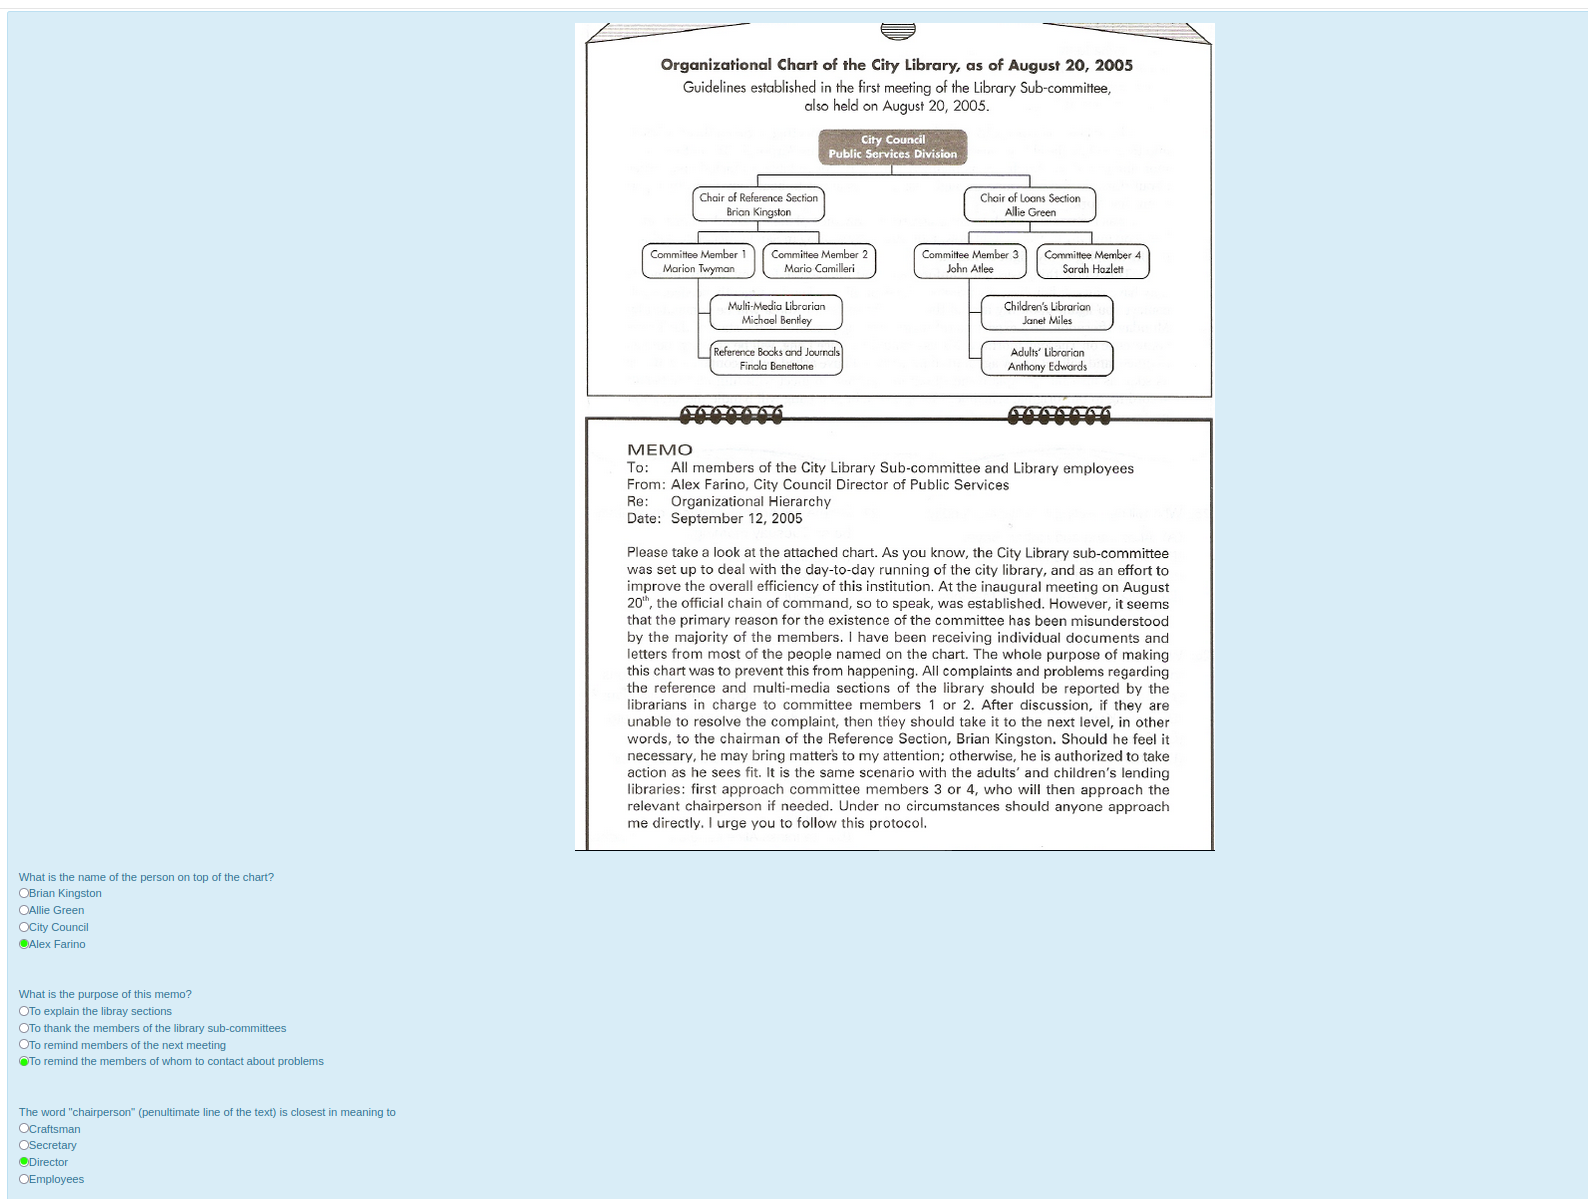 Organizational Chart of the City Library, as of August 20, 2005
Guidelines established in the first meeting of the Library Sub-committee,
also held on August 20, 2005.
City Council
Public Services Division
Chair of Reference Section
Brian Kingston
Chair of Loans Section
Allie Green
Committee Member 1
Marion Twyman
Committee Member 2
Mario Camilleri
Committee Member 3
John Atlee
Committee Member 4
Sarah Hazlett
Multi-Media Librarian
Michael Bentley
Children's Librarian
Janet Miles
Reference Books and Journals
Finola Benettone
Adults' Librarian
Anthony Edwards
MEMO
To: All members of the City Library Sub-committee and Library employees
From: Alex Farino, City Council Director of Public Services
Re: Organizational Hierarchy
Date: September 12, 2005
Please take a look at the attached chart. As you know, the City Library sub-committee
was set up to deal with the day-to-day running of the city library, and as an effort to
improve the overall efficiency of this institution. At the inaugural meeting on August
20th, the official chain of command, so to speak, was established. However, it seems
that the primary reason for the existence of the committee has been misunderstood
by the majority of the members. I have been receiving individual documents and
letters from most of the people named on the chart. The whole purpose of making
this chart was to prevent this from happening. All complaints and problems regarding
the reference and multi-media sections of the library should be reported by the
librarians in charge to committee members 1 or 2. After discussion, if they are
unable to resolve the complaint, then they should take it to the next level, in other
words, to the chairman of the Reference Section, Brian Kingston. Should he feel it
necessary, he may bring matters to my attention; otherwise, he is authorized to take
action as he sees fit. It is the same scenario with the adults' and children's lending
libraries: first approach committee members 3 or 4, who will then approach the
relevant chairperson if needed. Under no circumstances should anyone approach
me directly. I urge you to follow this protocol.
What is the name of the person on top of the chart?
Brian Kingston
Allie Green
City Council
Alex Farino
What is the purpose of this memo?
To explain the libray sections
To thank the members of the library sub-committees
To remind members of the next meeting
To remind the members of whom to contact about problems
The word "chairperson" (penultimate line of the text) is closest in meaning to
Craftsman
Secretary
Director
Employees